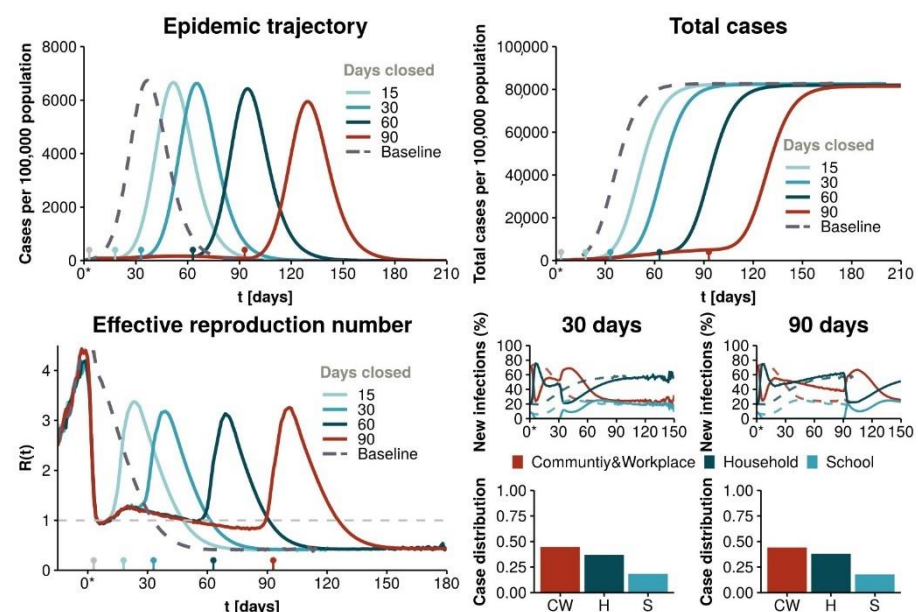 Epidemic trajectory
Cases per 100,000 population
8000
6000
4000
2000
0
Days closed
15
30
60
90
Baseline
0* 30 60 90 120 150 180 210
t [days]
Total cases
Total cases per 100,000 population
100,000
80,000
60,000
40,000
20,000
0
Days closed
15
30
60
90
Baseline
0* 30 60 90 120 150 180 210
t [days]
Effective reproduction number
R(t)
4
3
2
1
0
Days closed
15
30
60
90
Baseline
0* 30 60 90 120 150 180
t [days]
30 days
New infections (%)
100
80
60
40
20
0
0* 30 60 90 120 150
90 days
New infections (%)
100
80
60
40
20
0
0* 30 60 90 120 150
Communtiy&Workplace Household School
Case distribution
1.00
0.75
0.50
0.25
0.00
CW H S
Case distribution
1.00
0.75
0.50
0.25
0.00
CW H S